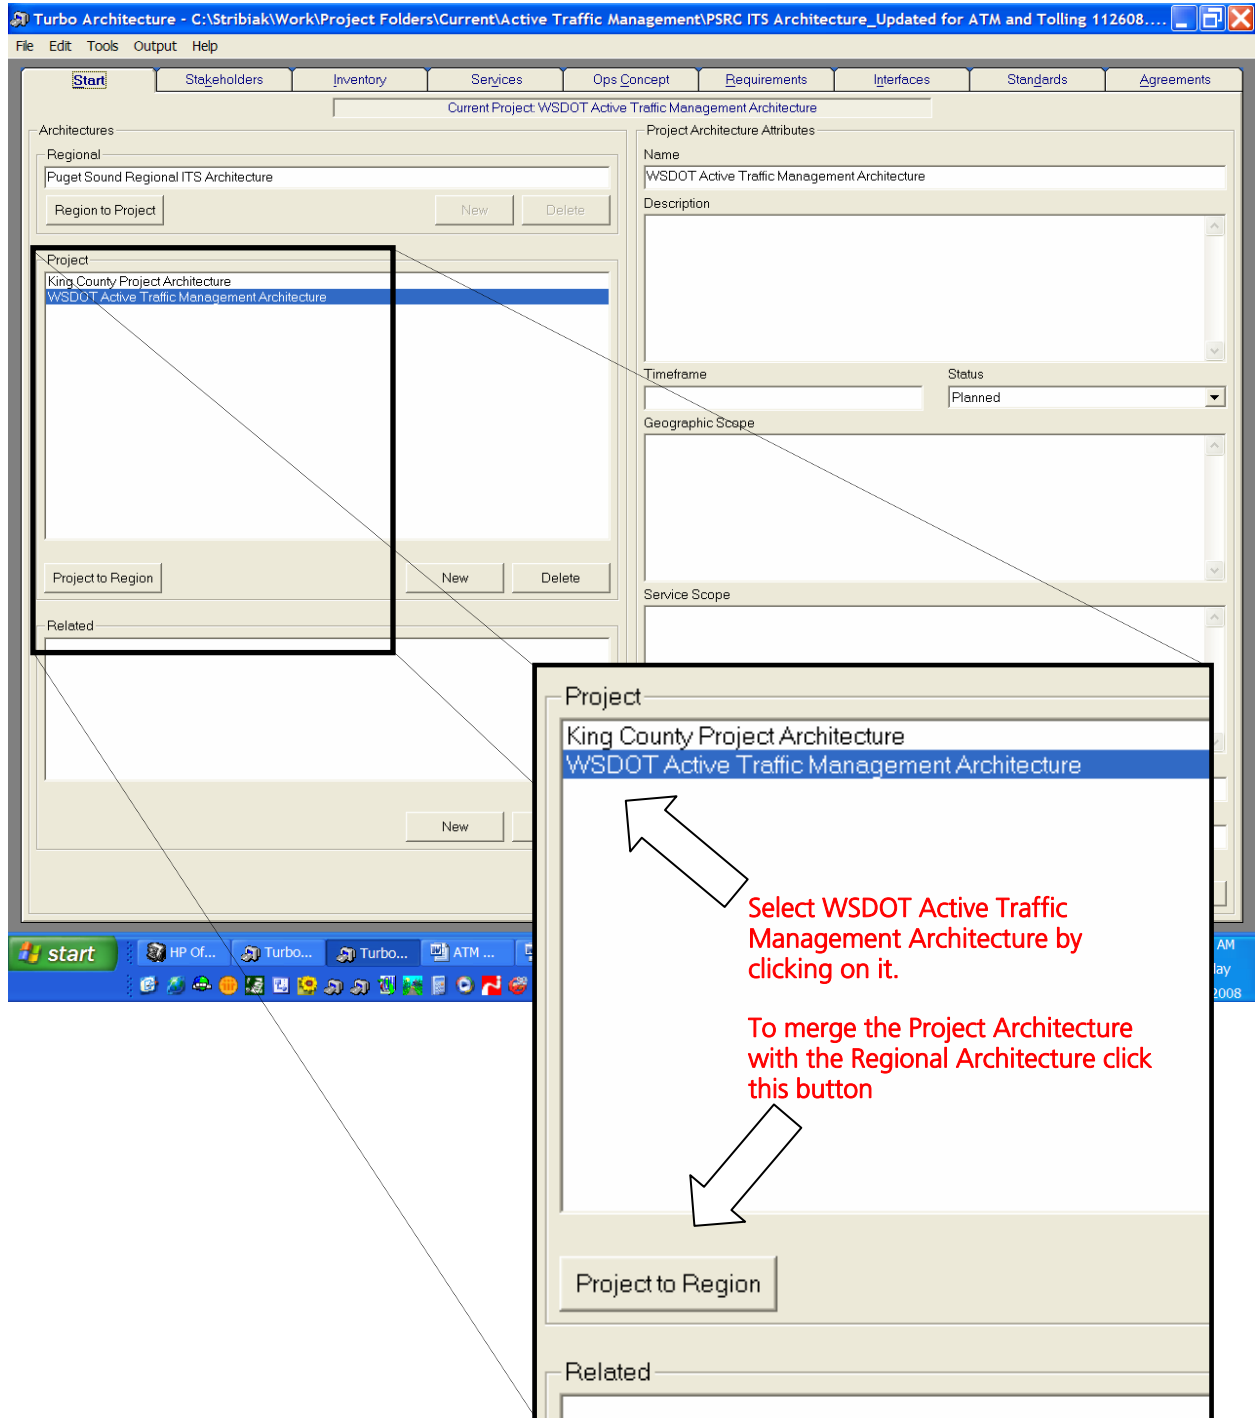 Turbo Architecture - C:\Stribiak\Work\Project Folders\Current\Active Traffic Management\PSRC ITS Architecture_Updated for ATM and Tolling 112608....
File Edit Tools Output Help
Start Stakeholders Inventory Services Ops Concept Requirements Interfaces Standards Agreements
Current Project: WSDOT Active Traffic Management Architecture
Architectures
Regional
Puget Sound Regional ITS Architecture
Region to Project New Delete
Project
King County Project Architecture
WSDOT Active Traffic Management Architecture
Project to Region New Delete
Related
New
Project Architecture Attributes
Name
WSDOT Active Traffic Management Architecture
Description
Timeframe Status
Planned
Geographic Scope
Service Scope
Project
King County Project Architecture
WSDOT Active Traffic Management Architecture
Select WSDOT Active Traffic
Management Architecture by
clicking on it.
To merge the Project Architecture
with the Regional Architecture click
this button
Project to Region
Related
start HP Of... Turbo... Turbo... ATM ... AM
2008